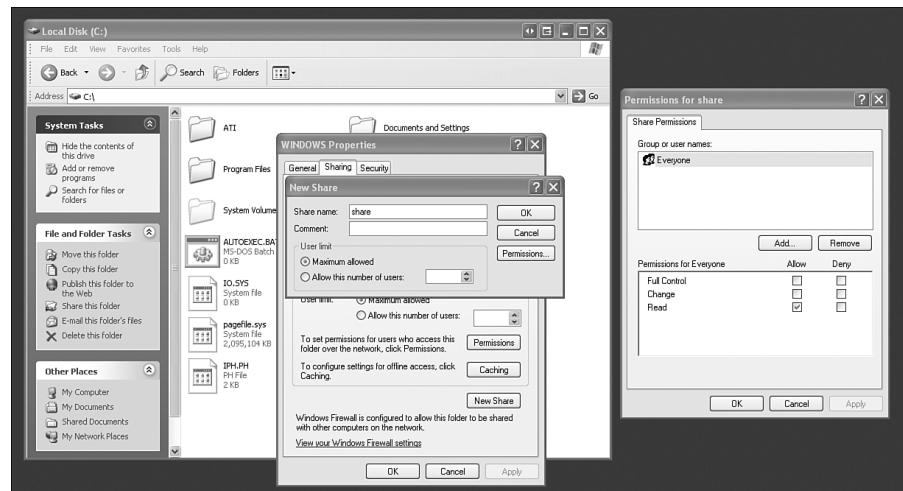 Local Disk (C:)
File Edit View Favorites Tools Help
Back Search Folders
Address C:\ Go
System Tasks
Hide the contents of
this drive
Add or remove
programs
Search for files or
folders
File and Folder Tasks
Move this folder
Copy this folder
Publish this folder to
the Web
Share this folder
E-mail this folder's files
Delete this folder
Other Places
My Computer
My Documents
Shared Documents
My Network Places
ATI
Documents and Settings
Program Files
System Volume
AUTOEXEC.BA
MS-DOS Batch
0 KB
IO.SYS
System file
0 KB
pagefile.sys
System file
2,095,104 KB
IPH.PH
PH File
2 KB
WINDOWS Properties
General Sharing Security
New Share
Share name: share
Comment:
User limit
Maximum allowed
Allow this number of users:
OK
Cancel
Permissions...
User limit: Maximum allowed
Allow this number of users:
To set permissions for users who access this
folder over the network, click Permissions.
Permissions
To configure settings for offline access, click
Caching.
Caching
New Share
Windows Firewall is configured to allow this folder to be shared
with other computers on the network.
View your Windows Firewall settings
OK Cancel Apply
Permissions for share
Share Permissions
Group or user names:
Everyone
Add... Remove
Permissions for Everyone Allow Deny
Full Control
Change
Read
OK Cancel Apply